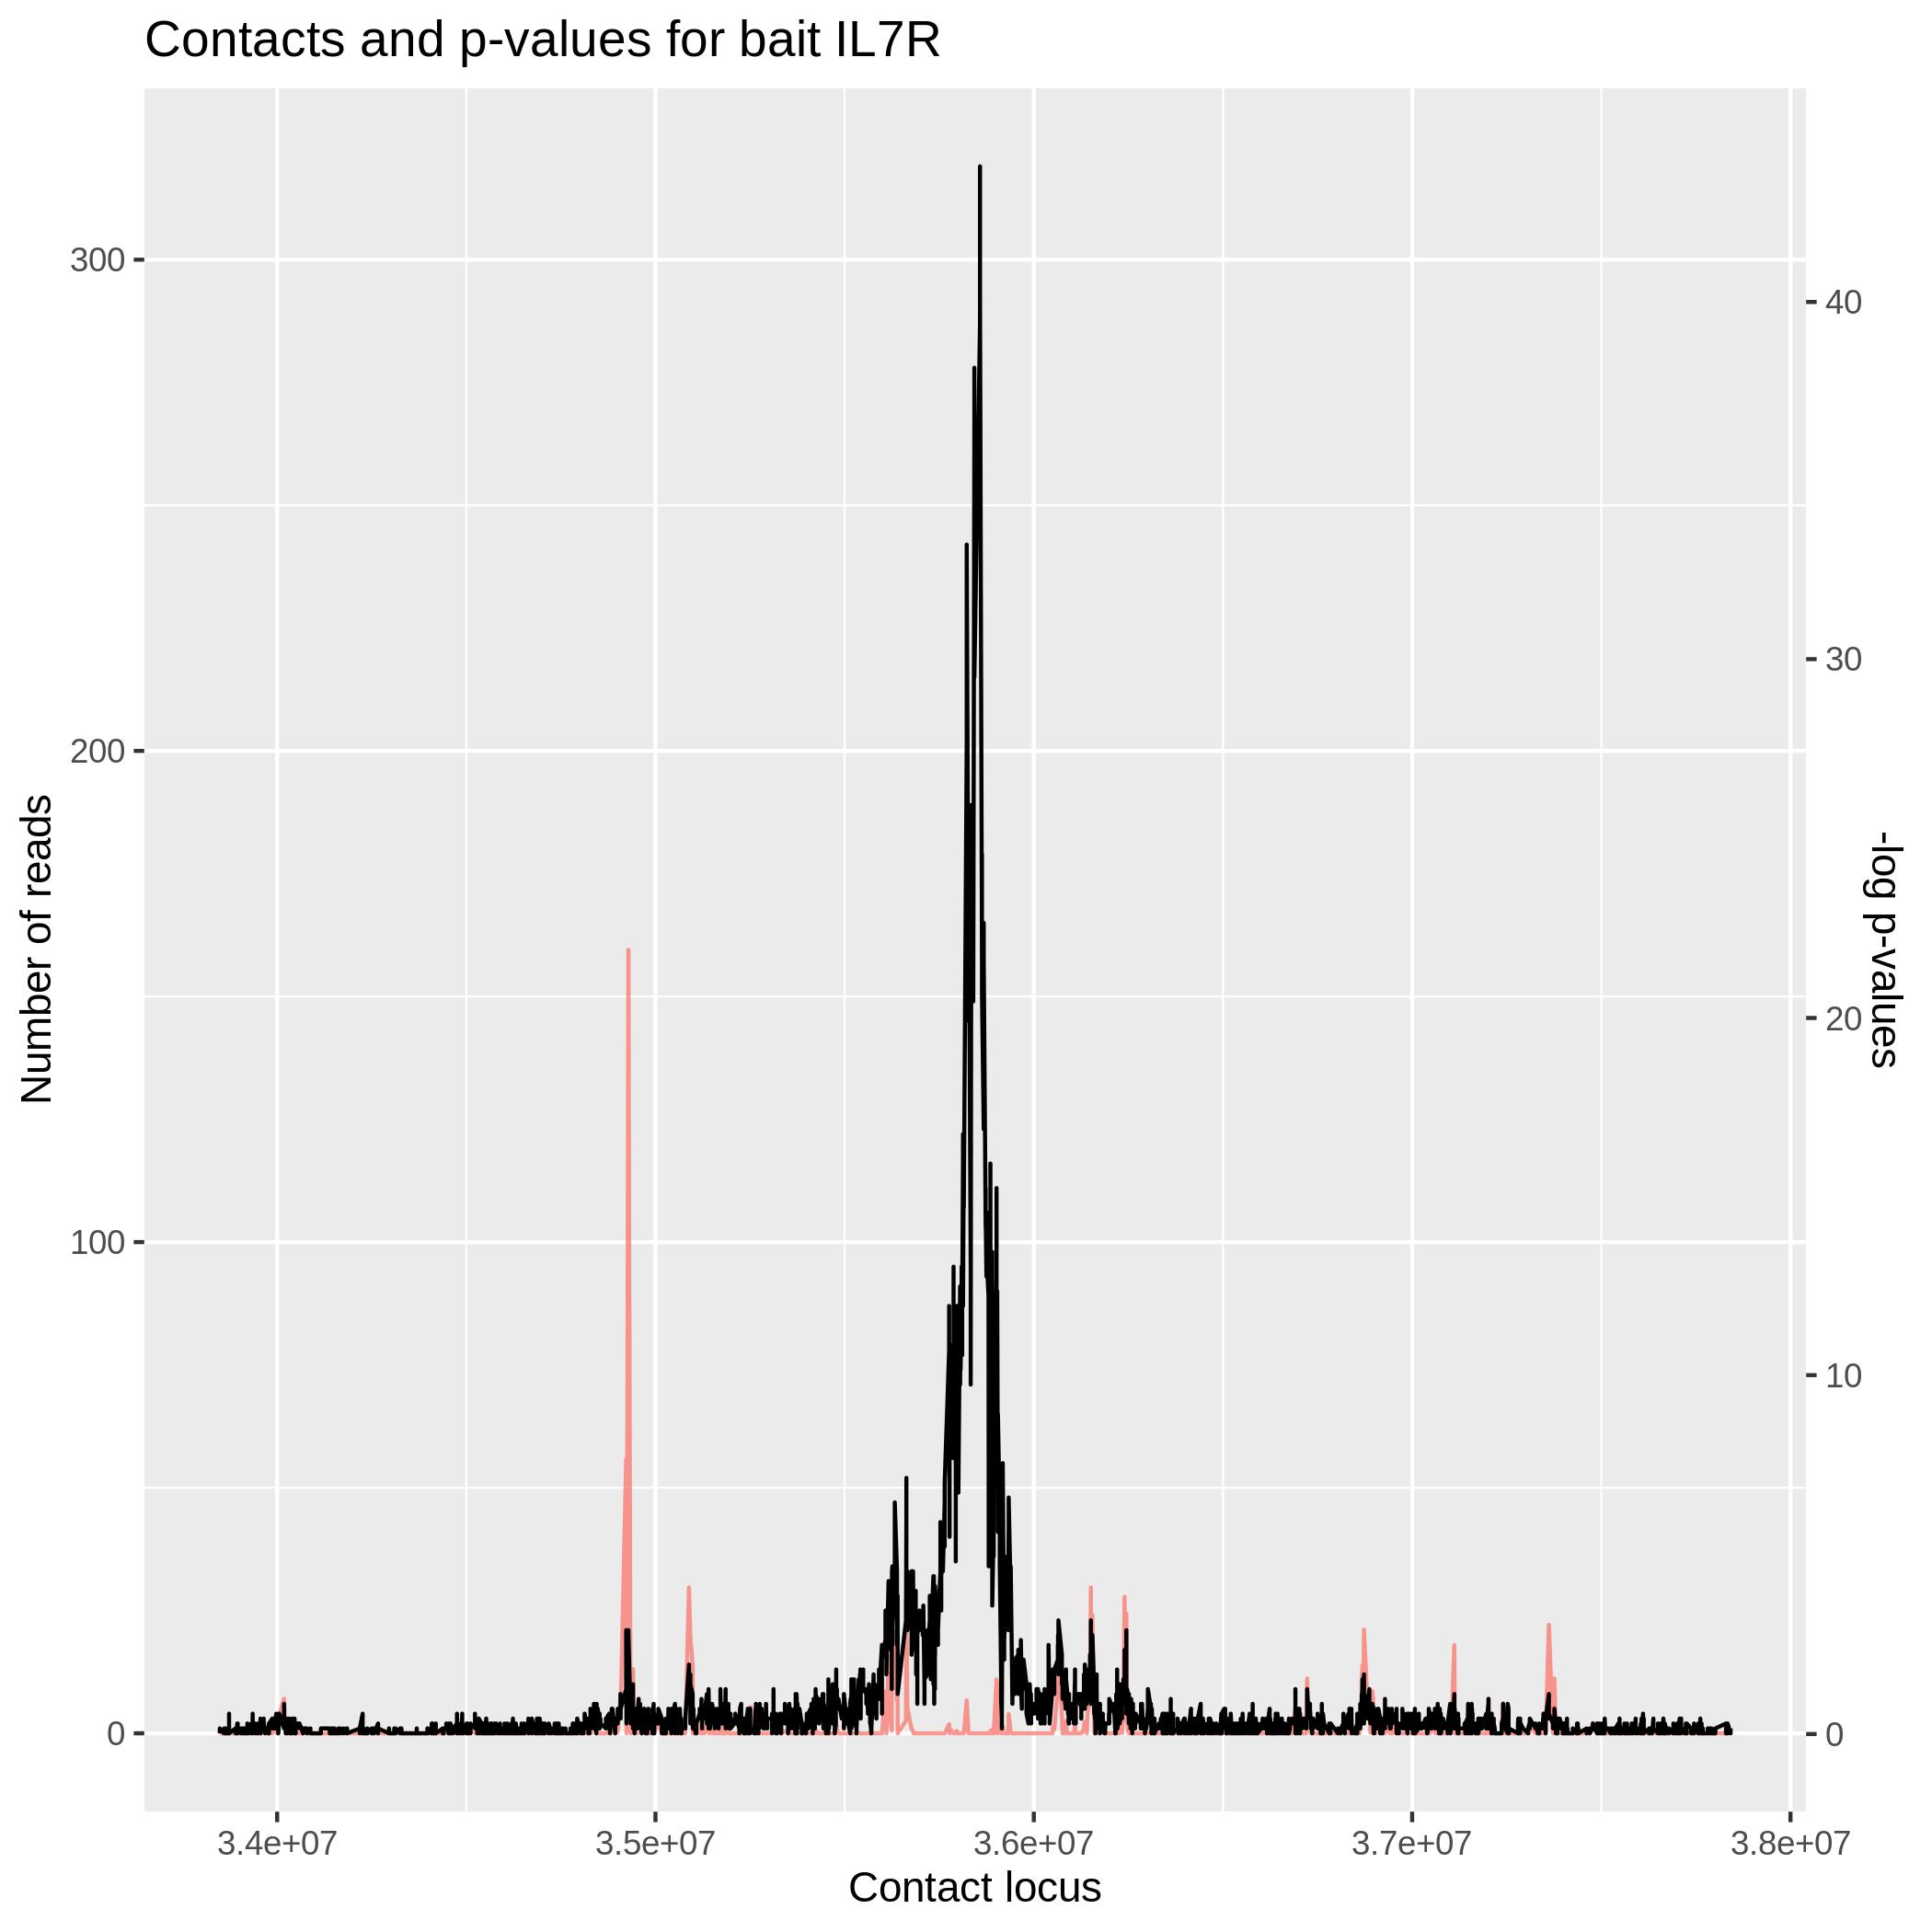 Contacts and p-values for bait IL7R
300
200
100
0
Number of reads
40
30
20
10
0
-log p-values
3.4e+07 3.5e+07 3.6e+07 3.7e+07 3.8e+07
Contact locus